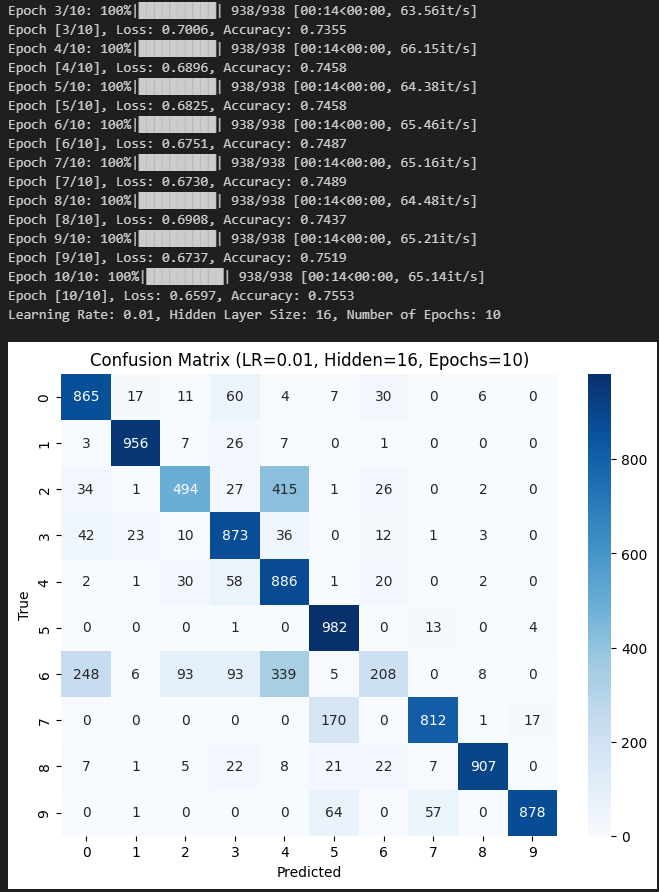 Epoch 3/10: 100%|██████████| 938/938 [00:14<00:00, 63.56it/s]
Epoch [3/10], Loss: 0.7006, Accuracy: 0.7355
Epoch 4/10: 100%|██████████| 938/938 [00:14<00:00, 66.15it/s]
Epoch [4/10], Loss: 0.6896, Accuracy: 0.7458
Epoch 5/10: 100%|██████████| 938/938 [00:14<00:00, 64.38it/s]
Epoch [5/10], Loss: 0.6825, Accuracy: 0.7458
Epoch 6/10: 100%|██████████| 938/938 [00:14<00:00, 65.46it/s]
Epoch [6/10], Loss: 0.6751, Accuracy: 0.7487
Epoch 7/10: 100%|██████████| 938/938 [00:14<00:00, 65.16it/s]
Epoch [7/10], Loss: 0.6730, Accuracy: 0.7489
Epoch 8/10: 100%|██████████| 938/938 [00:14<00:00, 64.48it/s]
Epoch [8/10], Loss: 0.6908, Accuracy: 0.7437
Epoch 9/10: 100%|██████████| 938/938 [00:14<00:00, 65.21it/s]
Epoch [9/10], Loss: 0.6737, Accuracy: 0.7519
Epoch 10/10: 100%|██████████| 938/938 [00:14<00:00, 65.14it/s]
Epoch [10/10], Loss: 0.6597, Accuracy: 0.7553
Learning Rate: 0.01, Hidden Layer Size: 16, Number of Epochs: 10
Confusion Matrix (LR=0.01, Hidden=16, Epochs=10)
True
0 865 17 11 60 4 7 30 0 6 0
1 3 956 7 26 7 0 1 0 0 0
2 34 1 494 27 415 1 26 0 2 0
3 42 23 10 873 36 0 12 1 3 0
4 2 1 30 58 886 1 20 0 2 0
5 0 0 0 1 0 982 0 13 0 4
6 248 6 93 93 339 5 208 0 8 0
7 0 0 0 0 0 170 0 812 1 17
8 7 1 5 22 8 21 22 7 907 0
9 0 1 0 0 0 64 0 57 0 878
0 1 2 3 4 5 6 7 8 9
Predicted
800
600
400
200
0